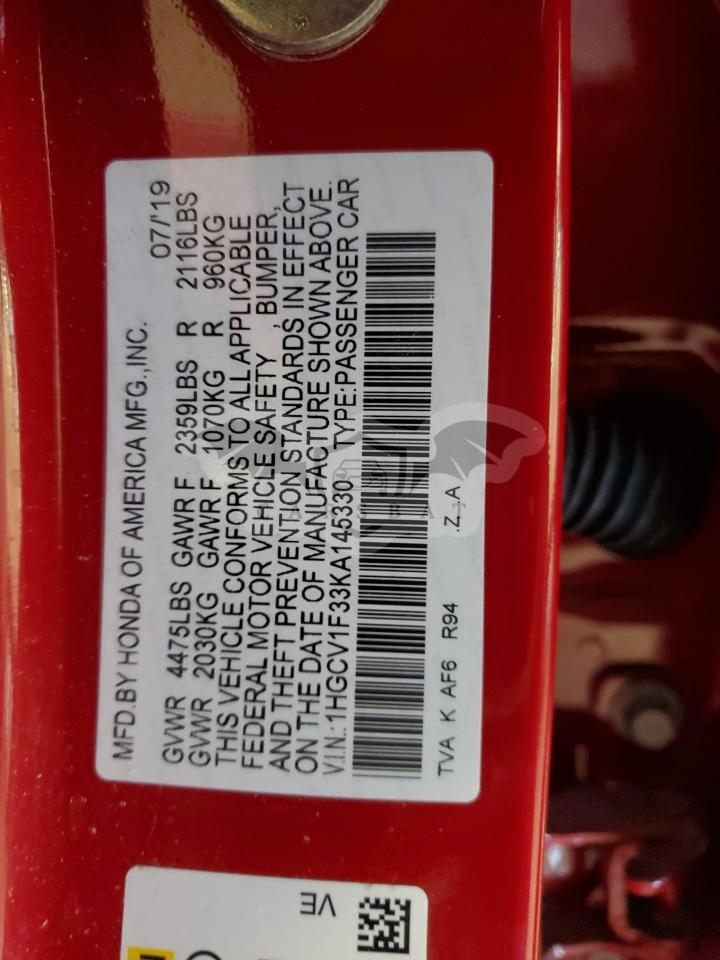 MFD.BY HONDA OF AMERICA MFG.,INC. 07/'19
GVWR 4475LBS GAWR F 2359LBS R 2116LBS
GVWR 2030KG GAWR F 1070KG R 960KG
THIS VEHICLE CONFORMS TO ALL APPLICABLE
FEDERAL MOTOR VEHICLE SAFETY , BUMPER,
AND THEFT PREVENTION STANDARDS IN EFFECT
ON THE DATE OF MANUFACTURE SHOWN ABOVE.
V.I.N.:1HGCV1F33KA145330 TYPE:PASSENGER CAR
TVA K AF6 R94 .Z_A
VE